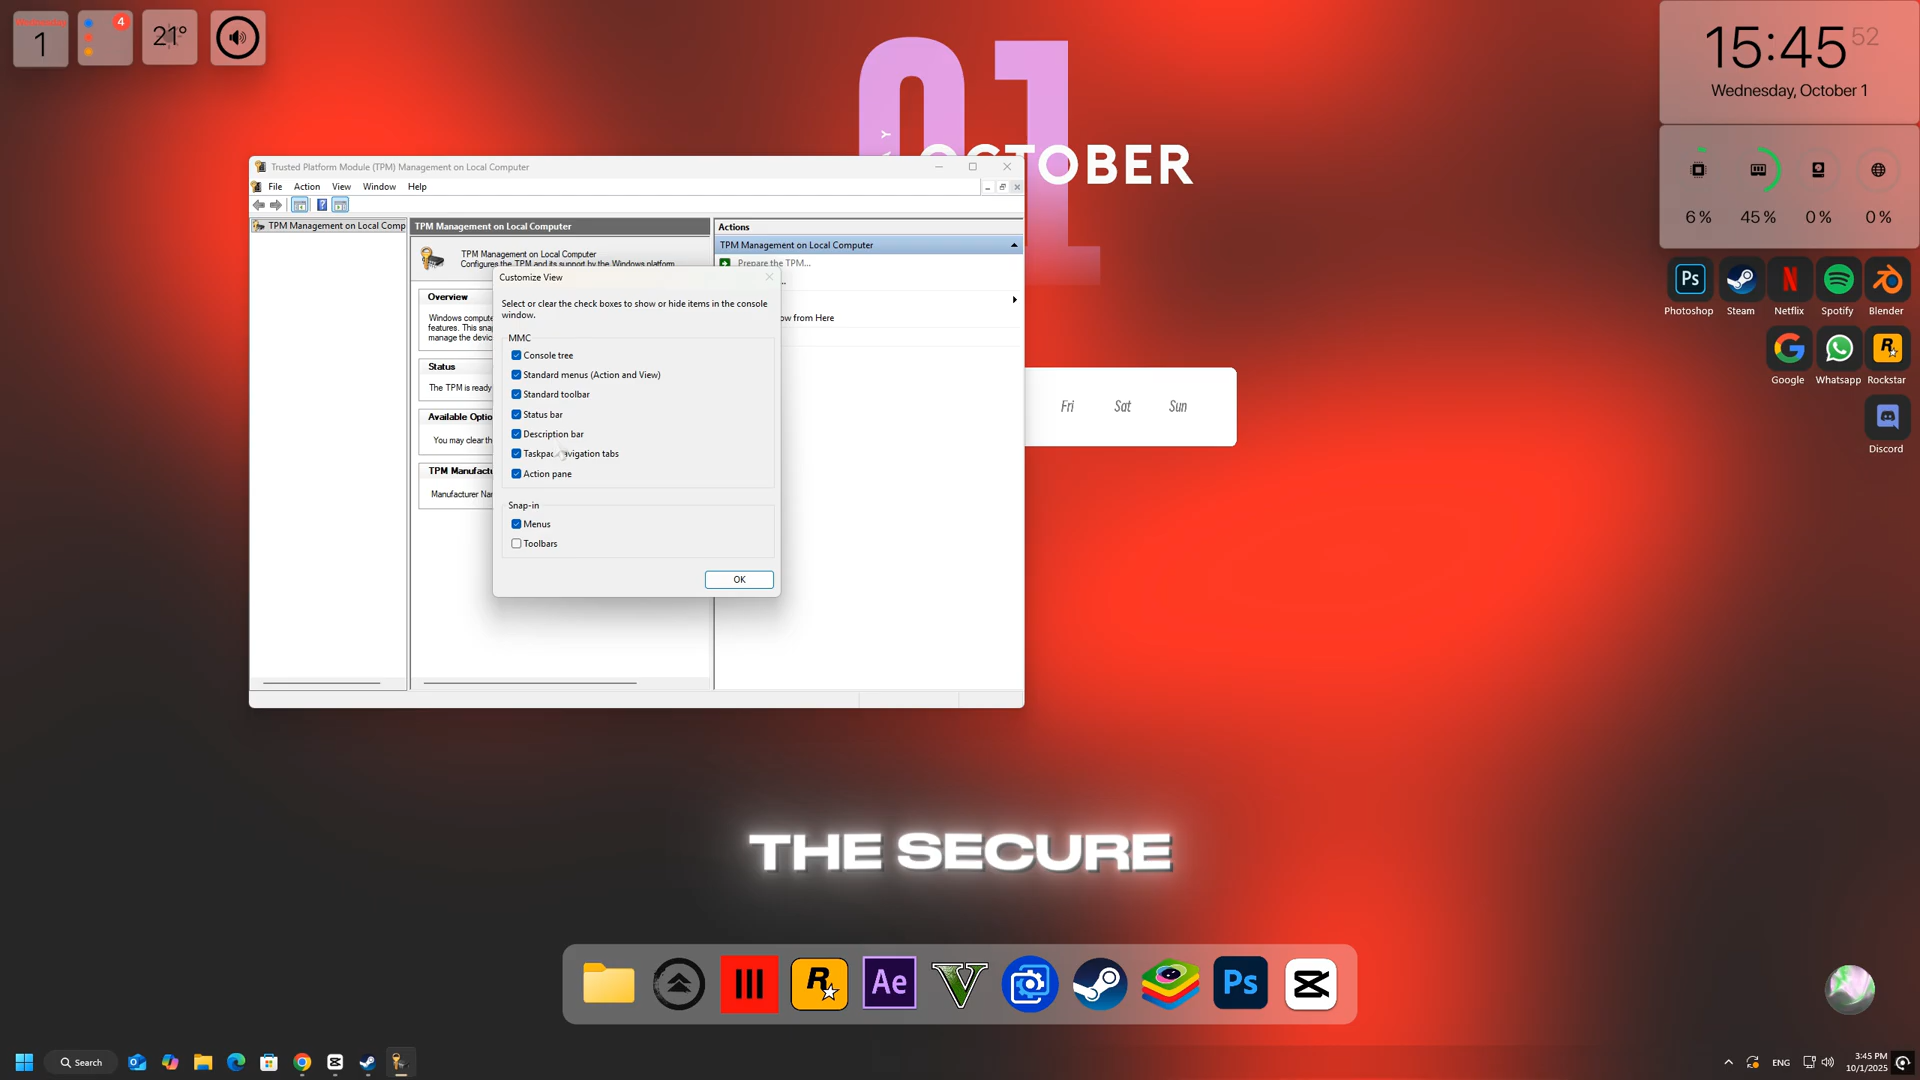 Wednesday
1
4
21°
01
OCTOBER
15:45 52
Wednesday, October 1
6 %
45 %
0 %
0 %
Ps
Photoshop
Steam
Netflix
Spotify
Blender
Google
Whatsapp
Rockstar
Discord
Fri
Sat
Sun
Trusted Platform Module (TPM) Management on Local Computer
File
Action
View
Window
Help
TPM Management on Local Comp
TPM Management on Local Computer
TPM Management on Local Computer
Configures the TPM and its support by the Windows platform
Overview
Windows compute
features. This sna
manage the devic
Status
The TPM is ready
Available Optio
You may clear th
TPM Manufactu
Manufacturer Na
Actions
TPM Management on Local Computer
Prepare the TPM...
ow from Here
Customize View
Select or clear the check boxes to show or hide items in the console
window.
MMC
Console tree
Standard menus (Action and View)
Standard toolbar
Status bar
Description bar
navigation tabs
Action pane
Snap-in
Menus
Toolbars
OK
THE SECURE
R
Ae
V
Ps
Search
ENG
3:45 PM
10/1/2025